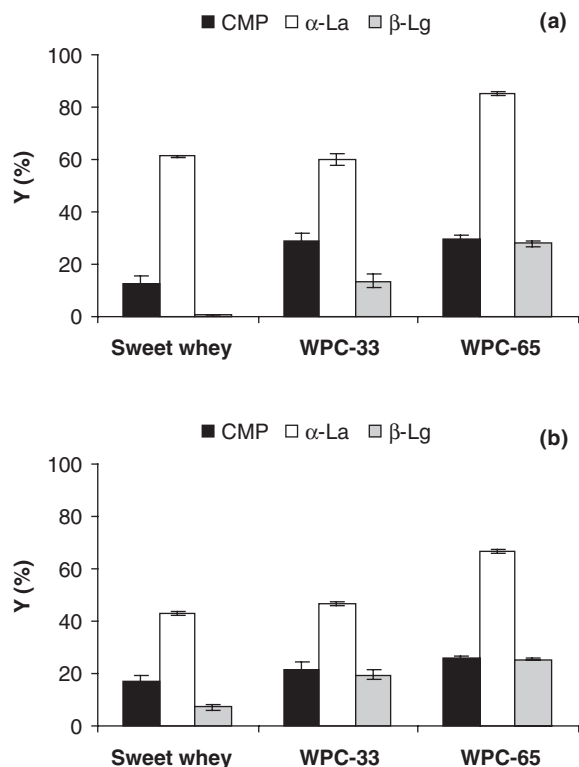 CMP α-La β-Lg (a)
100
80
60
40
20
0
Y (%)
Sweet whey WPC-33 WPC-65
CMP α-La β-Lg (b)
100
80
60
40
20
0
Y (%)
Sweet whey WPC-33 WPC-65